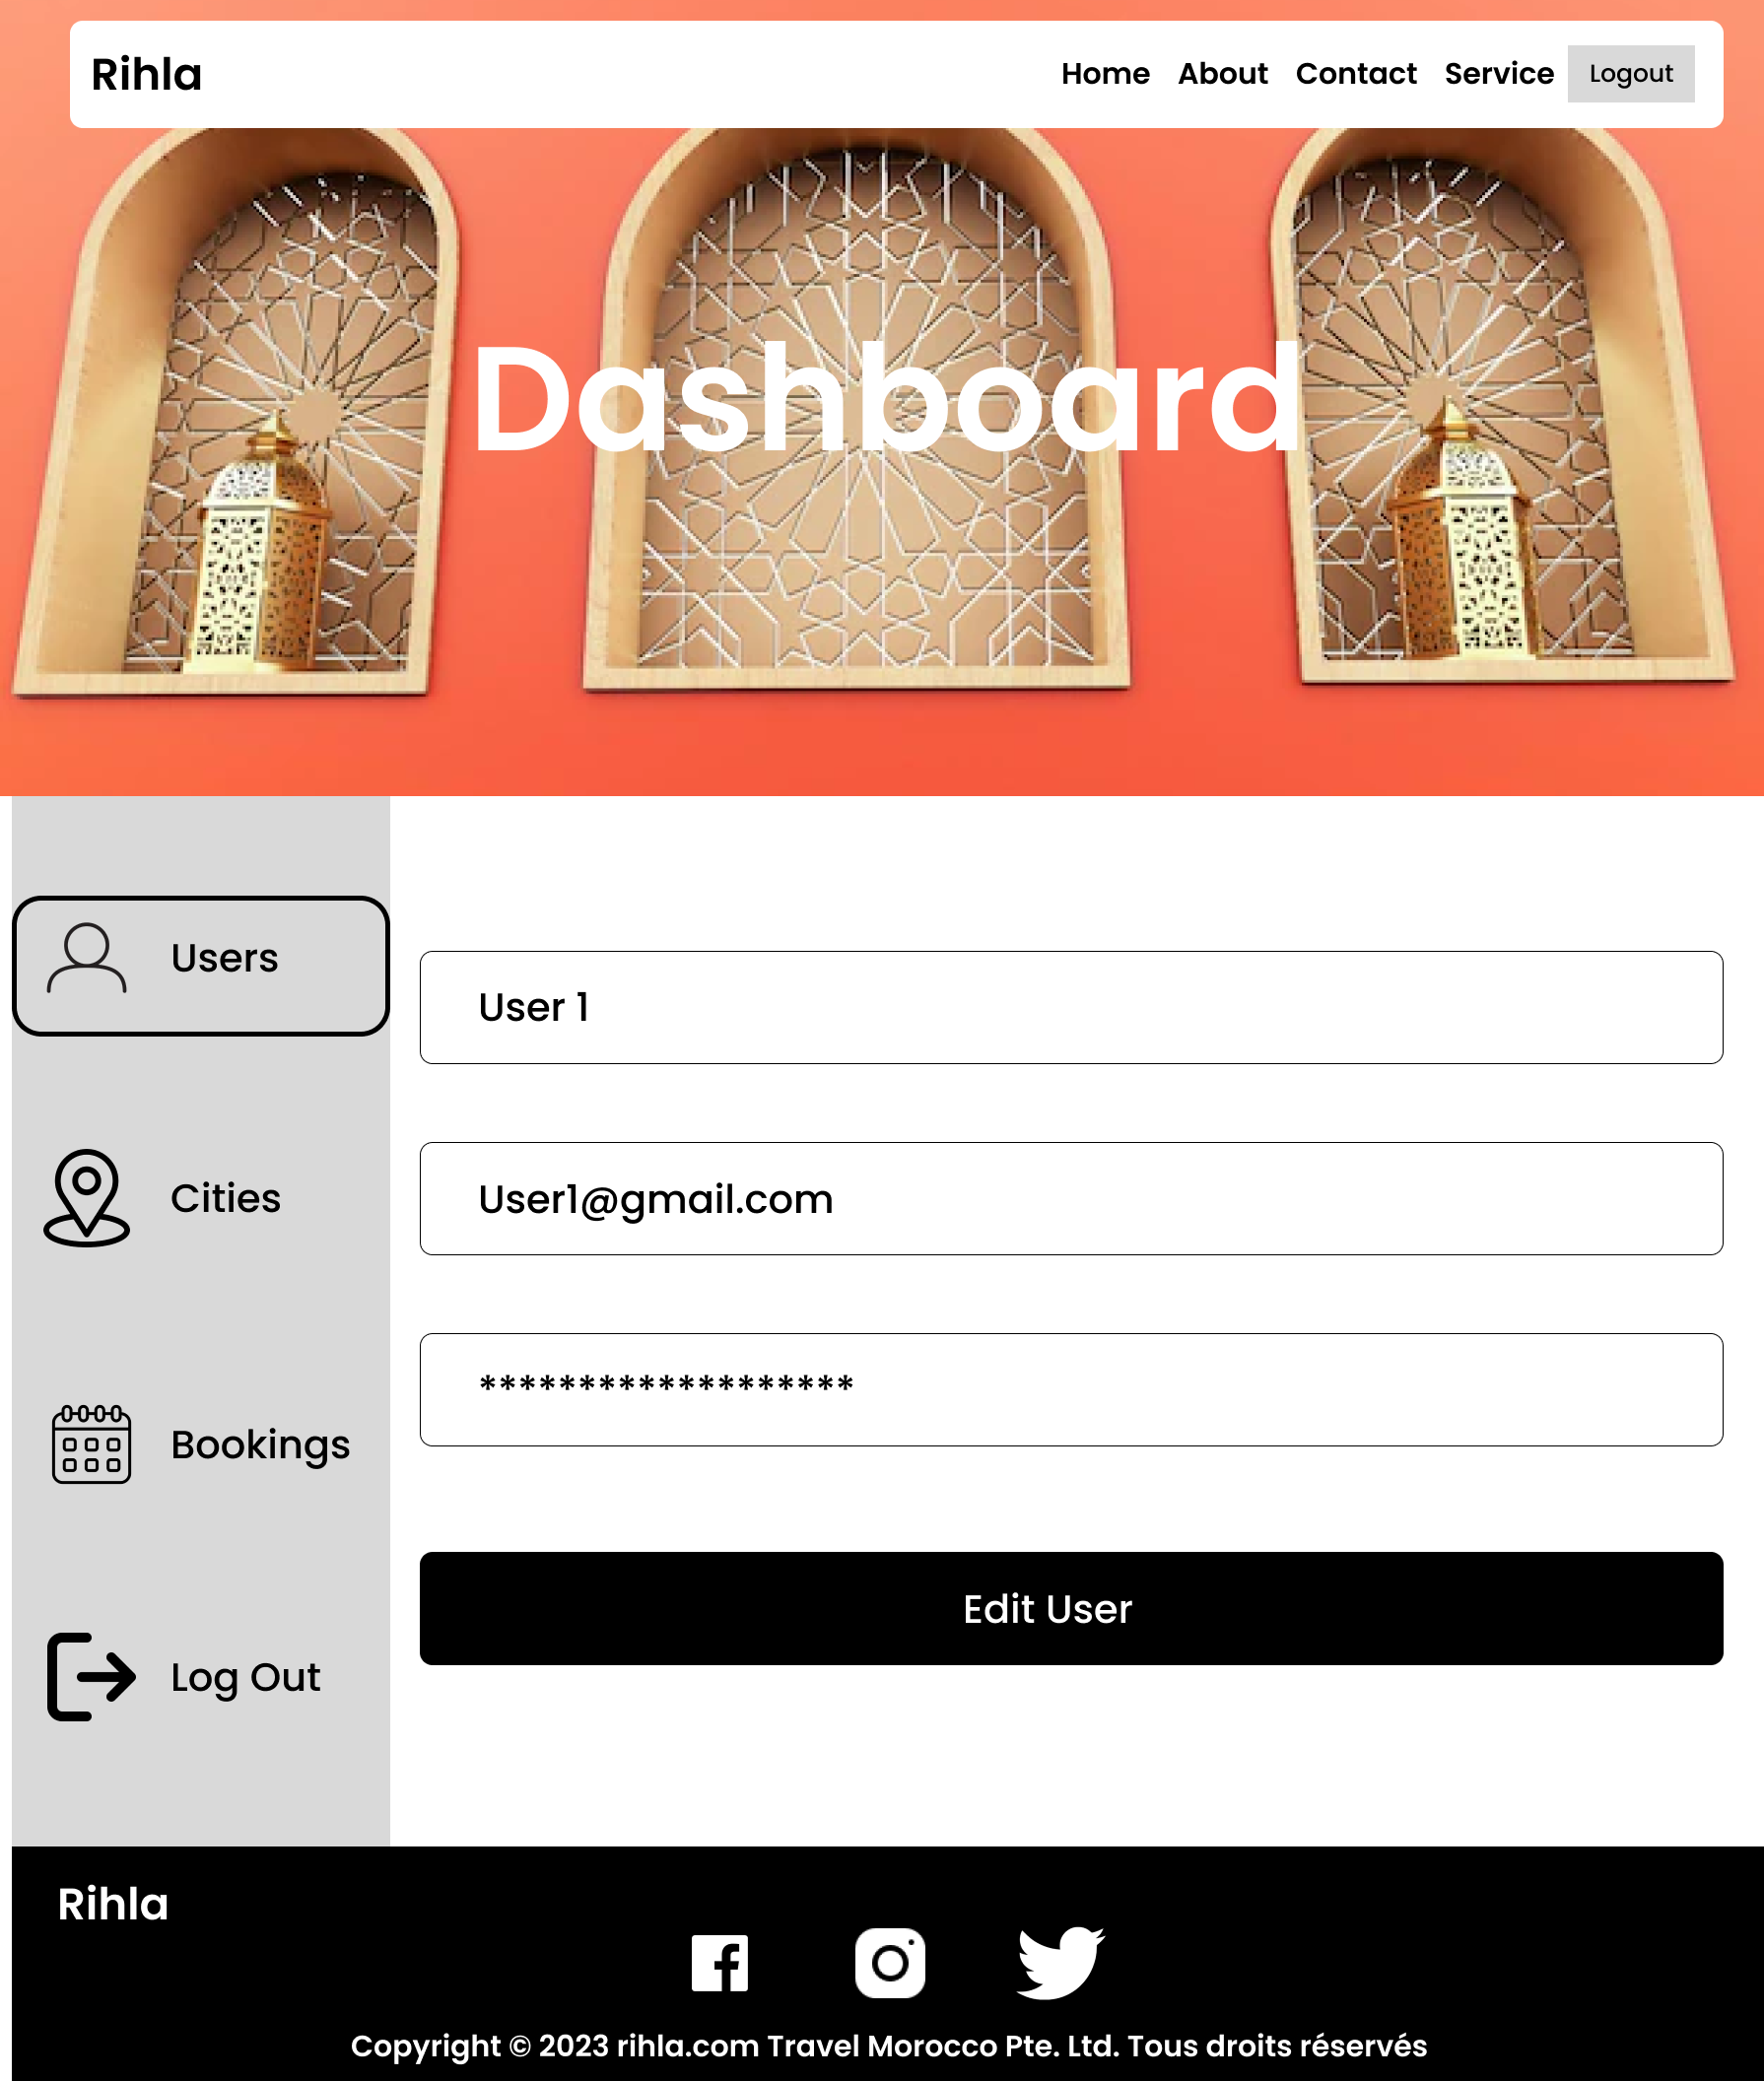 Rihla
Home About Contact Service Logout
Dashboard
Users
User 1
Cities
User1@gmail.com
*******************
Bookings
Edit User
Log Out
Rihla
Copyright © 2023 rihla.com Travel Morocco Pte. Ltd. Tous droits réservés